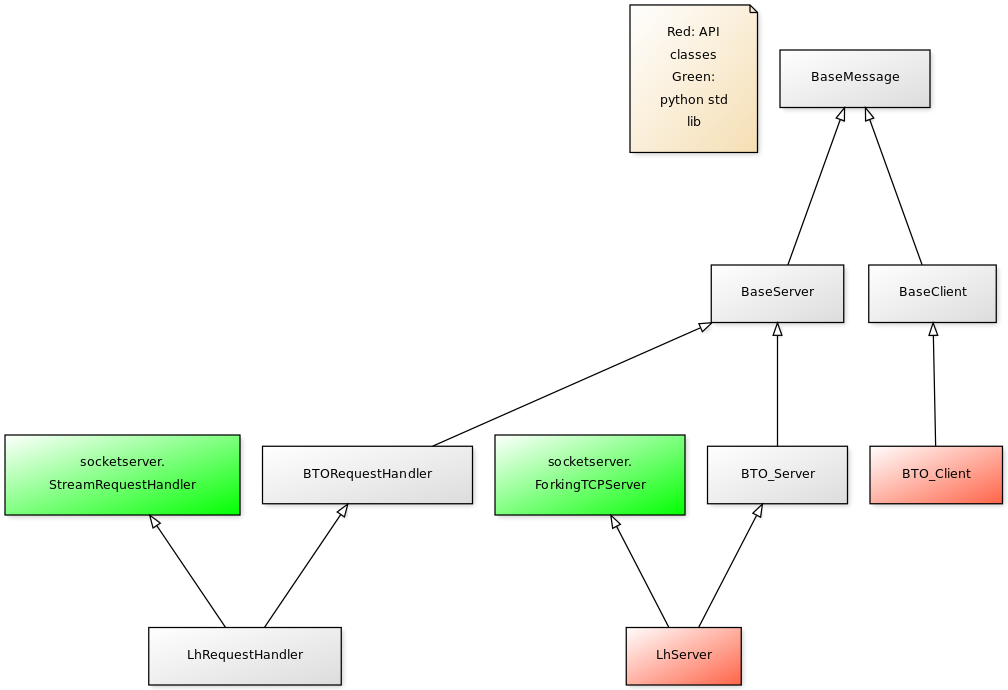 Red: API
classes
Green:
python std
lib
BaseMessage
BaseServer
BaseClient
socketserver.
StreamRequestHandler
BTORequestHandler
socketserver.
ForkingTCPServer
BTO_Server
BTO_Client
LhRequestHandler
LhServer